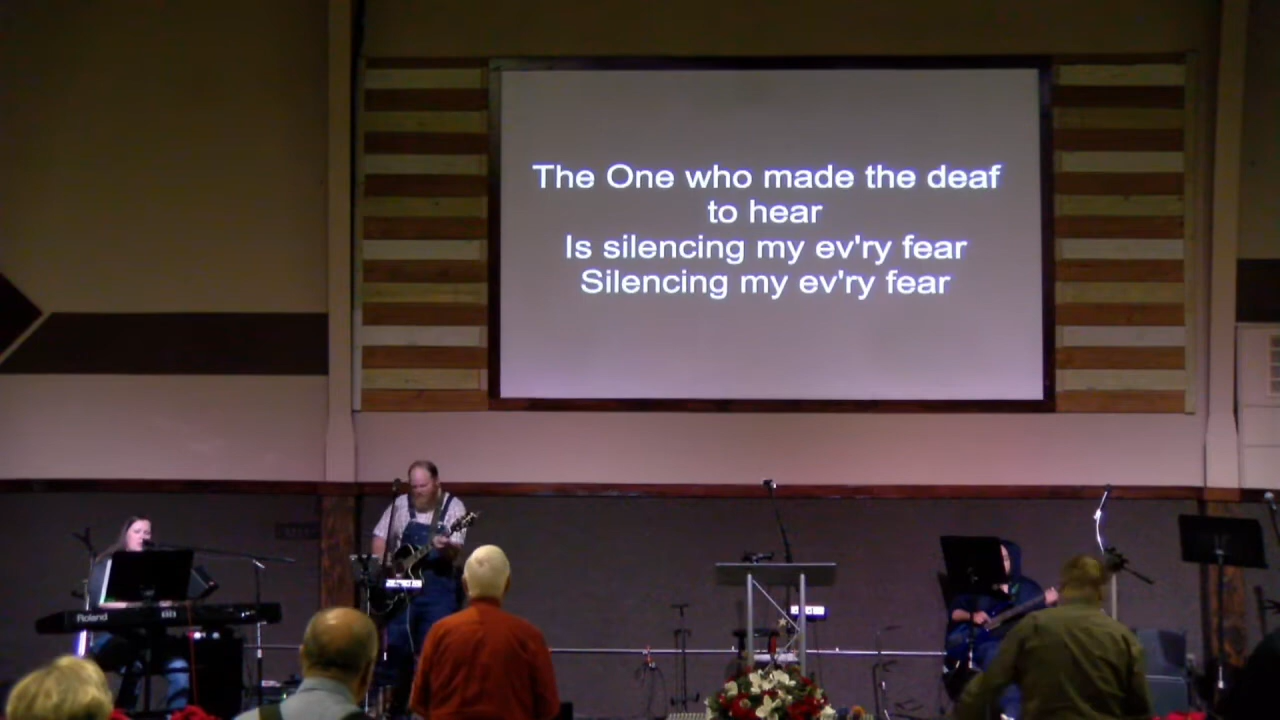 The One who made the deaf
to hear
Is silencing my ev'ry fear
Silencing my ev'ry fear
Roland